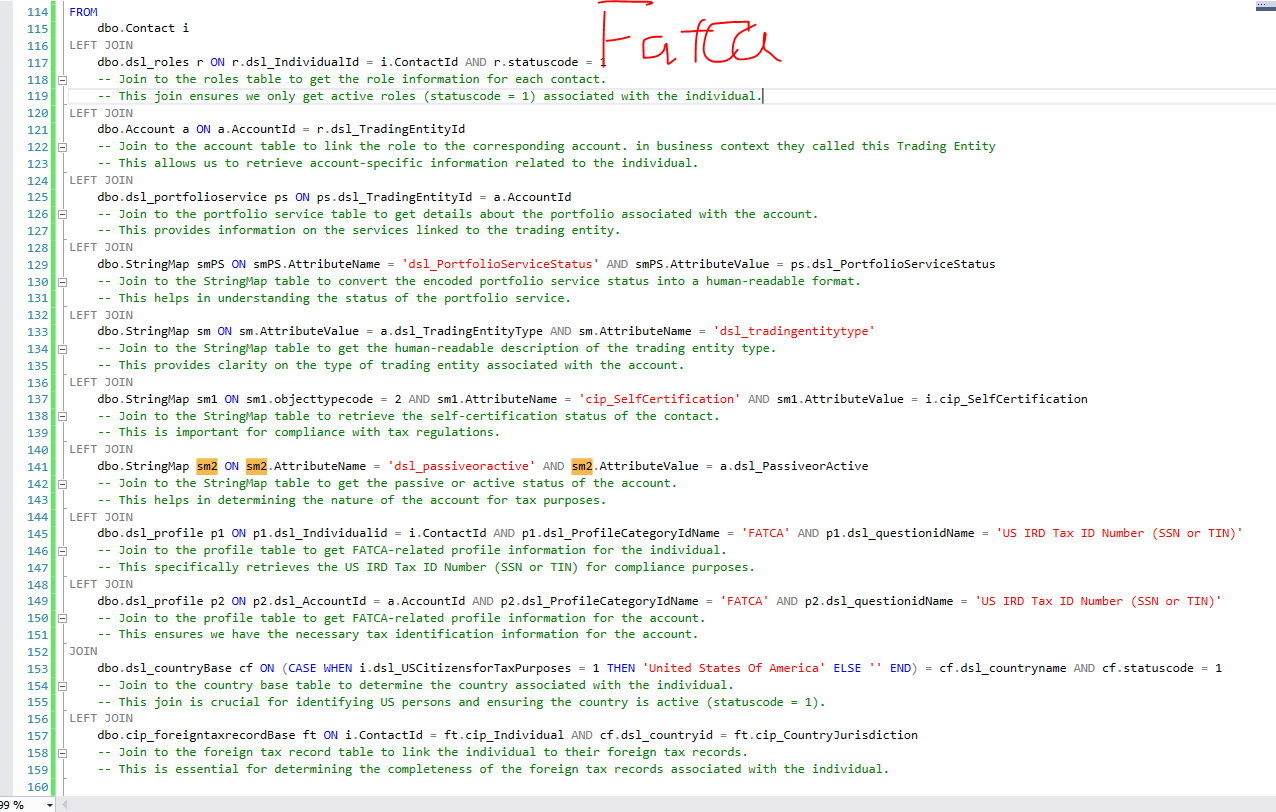 Fatca
114 FROM
115 dbo.Contact i
116 LEFT JOIN
117 dbo.dsl_roles r ON r.dsl_IndividualId = i.ContactId AND r.statuscode = 1
118 -- Join to the roles table to get the role information for each contact.
119 -- This join ensures we only get active roles (statuscode = 1) associated with the individual.
120 LEFT JOIN
121 dbo.Account a ON a.AccountId = r.dsl_TradingEntityId
122 -- Join to the account table to link the role to the corresponding account. in business context they called this Trading Entity
123 -- This allows us to retrieve account-specific information related to the individual.
124 LEFT JOIN
125 dbo.dsl_portfolioservice ps ON ps.dsl_TradingEntityId = a.AccountId
126 -- Join to the portfolio service table to get details about the portfolio associated with the account.
127 -- This provides information on the services linked to the trading entity.
128 LEFT JOIN
129 dbo.StringMap smPS ON smPS.AttributeName = 'dsl_PortfolioServiceStatus' AND smPS.AttributeValue = ps.dsl_PortfolioServiceStatus
130 -- Join to the StringMap table to convert the encoded portfolio service status into a human-readable format.
131 -- This helps in understanding the status of the portfolio service.
132 LEFT JOIN
133 dbo.StringMap sm ON sm.AttributeValue = a.dsl_TradingEntityType AND sm.AttributeName = 'dsl_tradingentitytype'
134 -- Join to the StringMap table to get the human-readable description of the trading entity type.
135 -- This provides clarity on the type of trading entity associated with the account.
136 LEFT JOIN
137 dbo.StringMap sm1 ON sm1.objecttypecode = 2 AND sm1.AttributeName = 'cip_SelfCertification' AND sm1.AttributeValue = i.cip_SelfCertification
138 -- Join to the StringMap table to retrieve the self-certification status of the contact.
139 -- This is important for compliance with tax regulations.
140 LEFT JOIN
141 dbo.StringMap sm2 ON sm2.AttributeName = 'dsl_passiveoractive' AND sm2.AttributeValue = a.dsl_PassiveorActive
142 -- Join to the StringMap table to get the passive or active status of the account.
143 -- This helps in determining the nature of the account for tax purposes.
144 LEFT JOIN
145 dbo.dsl_profile p1 ON p1.dsl_Individualid = i.ContactId AND p1.dsl_ProfileCategoryIdName = 'FATCA' AND p1.dsl_questionidName = 'US IRD Tax ID Number (SSN or TIN)'
146 -- Join to the profile table to get FATCA-related profile information for the individual.
147 -- This specifically retrieves the US IRD Tax ID Number (SSN or TIN) for compliance purposes.
148 LEFT JOIN
149 dbo.dsl_profile p2 ON p2.dsl_AccountId = a.AccountId AND p2.dsl_ProfileCategoryIdName = 'FATCA' AND p2.dsl_questionidName = 'US IRD Tax ID Number (SSN or TIN)'
150 -- Join to the profile table to get FATCA-related profile information for the account.
151 -- This ensures we have the necessary tax identification information for the account.
152 JOIN
153 dbo.dsl_countryBase cf ON (CASE WHEN i.dsl_USCitizensforTaxPurposes = 1 THEN 'United States Of America' ELSE '' END) = cf.dsl_countryname AND cf.statuscode = 1
154 -- Join to the country base table to determine the country associated with the individual.
155 -- This join is crucial for identifying US persons and ensuring the country is active (statuscode = 1).
156 LEFT JOIN
157 dbo.cip_foreigntaxrecordBase ft ON i.ContactId = ft.cip_Individual AND cf.dsl_countryid = ft.cip_CountryJurisdiction
158 -- Join to the foreign tax record table to link the individual to their foreign tax records.
159 -- This is essential for determining the completeness of the foreign tax records associated with the individual.
160
99 %